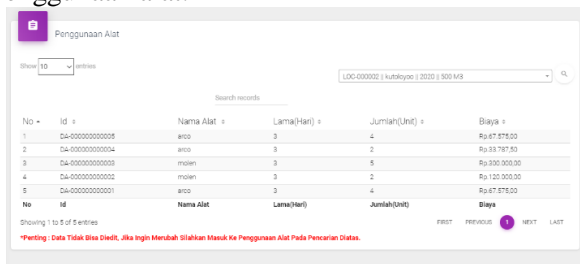 Penggunaan Alat
Show 10 entries
LOG-000002 || kutoloyoo || 2020 || 500 M3
Search records
No Id Nama Alat Lama(Hari) Jumlah(Unit) Biaya
1 DA-000000000005 arco 3 4 Rp.67.575,00
2 DA-000000000004 arco 3 2 Rp.33.787,50
3 DA-000000000003 molen 3 5 Rp.300.000,00
4 DA-000000000002 molen 3 2 Rp.120.000,00
5 DA-000000000001 arco 3 4 Rp.67.575,00
No Id Nama Alat Lama(Hari) Jumlah(Unit) Biaya
Showing 1 to 5 of 5 entries
FIRST PREVIOUS 1 NEXT LAST
*Penting : Data Tidak Bisa Diedit, Jika Ingin Merubah Silahkan Masuk Ke Penggunaan Alat Pada Pencarian Diatas.